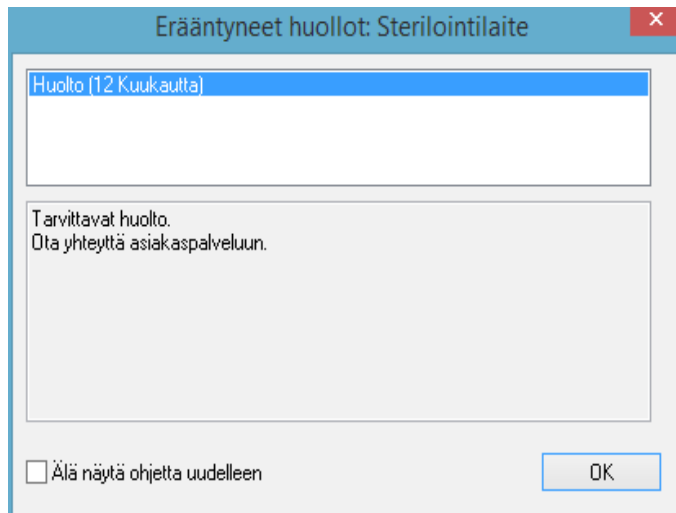 Erääntyneet huollot: Sterilointilaite
Huolto (12 Kuukautta)
Tarvittavat huolto.
Ota yhteyttä asiakaspalveluun.
Älä näytä ohjetta uudelleen
OK